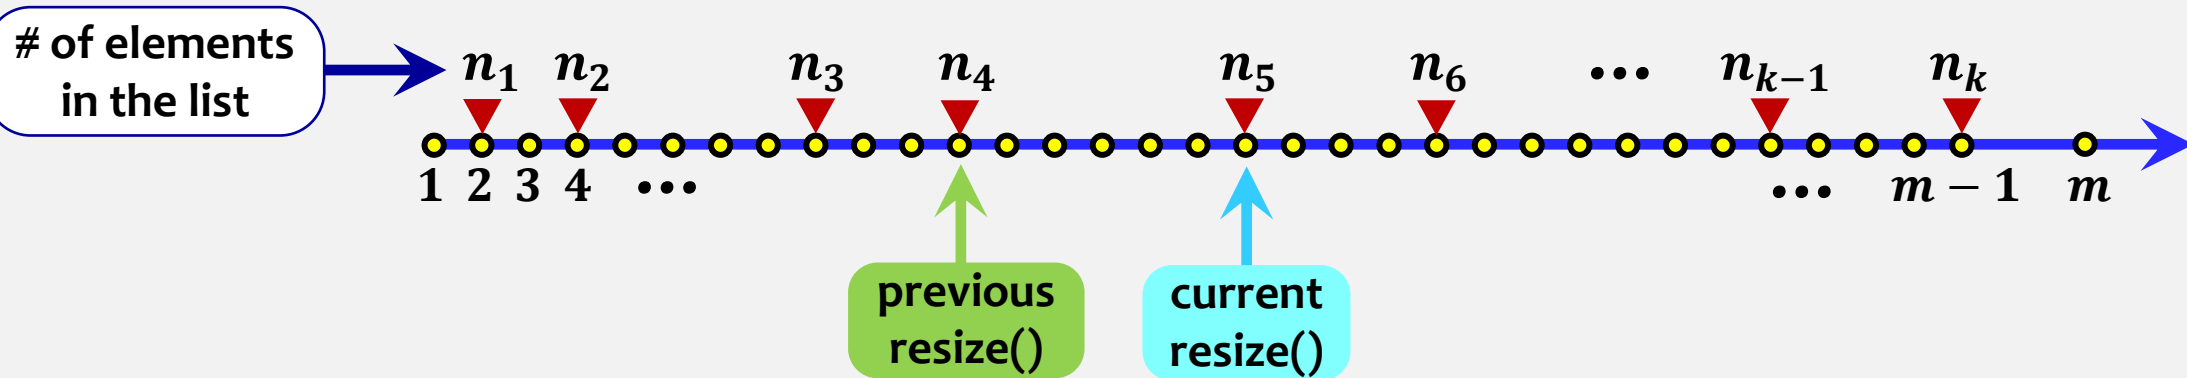 # of elements
in the list
n₁ n₂ n₃ n₄ n₅ n₆ ⋯ nₖ₋₁ nₖ
1 2 3 4 ⋯ ⋯ m − 1 m
previous
resize()
current
resize()